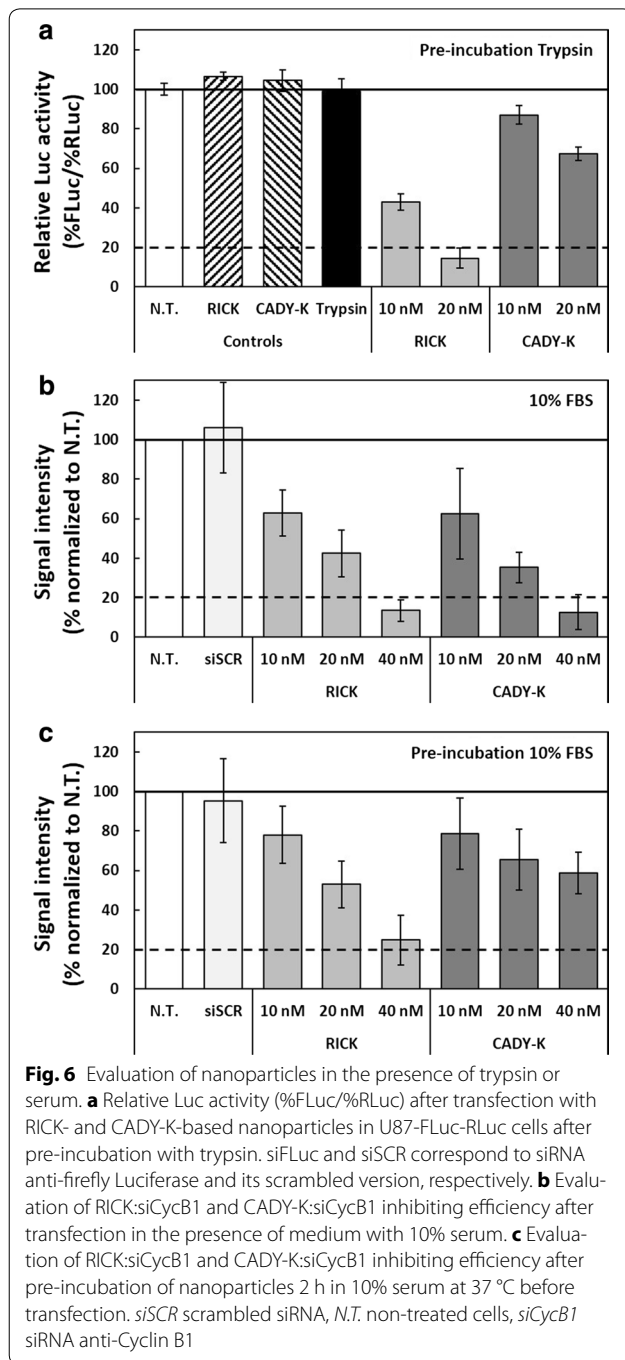 a
120
100
80
60
40
20
0
Relative Luc activity
(%FLuc/%RLuc)
Pre-incubation Trypsin
N.T. RICK CADY-K Trypsin 10 nM 20 nM 10 nM 20 nM
Controls RICK CADY-K
b
120
100
80
60
40
20
0
Signal intensity
(% normalized to N.T.)
10% FBS
N.T. siSCR 10 nM 20 nM 40 nM 10 nM 20 nM 40 nM
RICK CADY-K
c
120
100
80
60
40
20
0
Signal intensity
(% normalized to N.T.)
Pre-incubation 10% FBS
N.T. siSCR 10 nM 20 nM 40 nM 10 nM 20 nM 40 nM
RICK CADY-K
Fig. 6 Evaluation of nanoparticles in the presence of trypsin or
serum. a Relative Luc activity (%FLuc/%RLuc) after transfection with
RICK- and CADY-K-based nanoparticles in U87-FLuc-RLuc cells after
pre-incubation with trypsin. siFLuc and siSCR correspond to siRNA
anti-firefly Luciferase and its scrambled version, respectively. b Evalu-
ation of RICK:siCycB1 and CADY-K:siCycB1 inhibiting efficiency after
transfection in the presence of medium with 10% serum. c Evalua-
tion of RICK:siCycB1 and CADY-K:siCycB1 inhibiting efficiency after
pre-incubation of nanoparticles 2 h in 10% serum at 37 °C before
transfection. siSCR scrambled siRNA, N.T. non-treated cells, siCycB1
siRNA anti-Cyclin B1